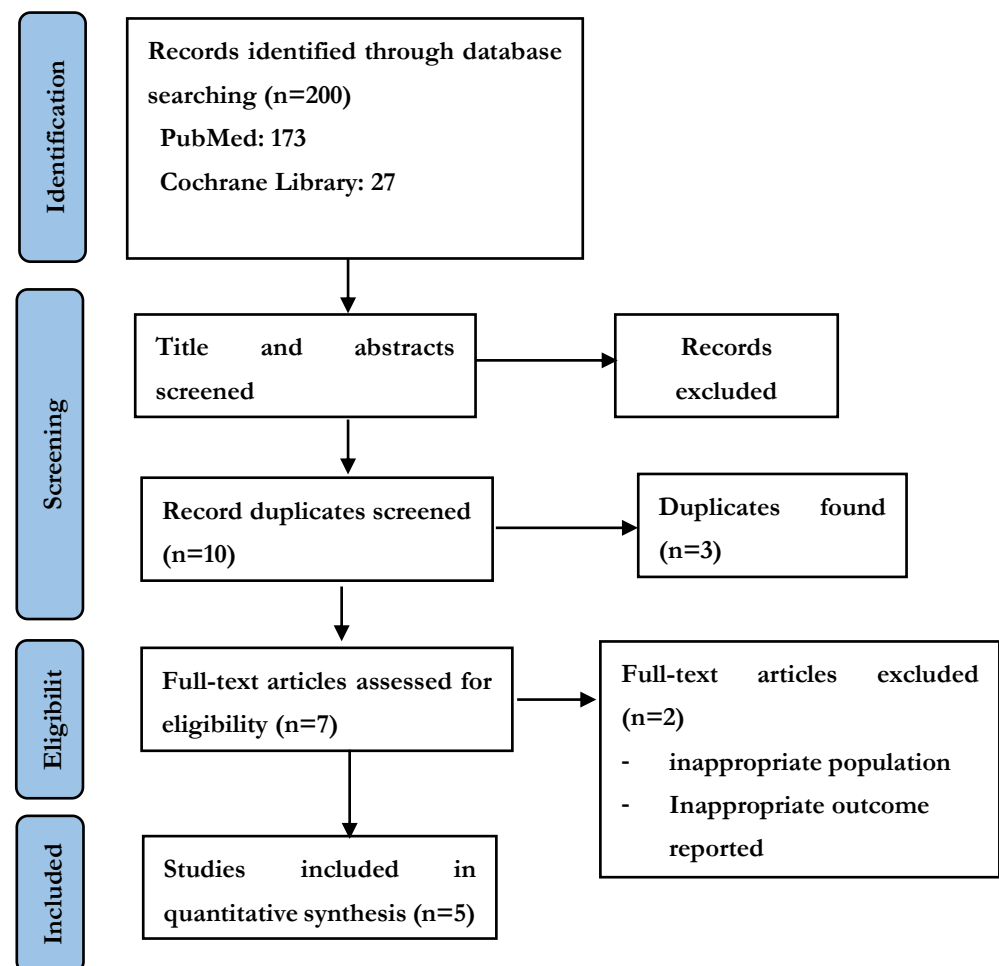 Identification
Records identified through database
searching (n=200)
PubMed: 173
Cochrane Library: 27
Screening
Title and abstracts
screened
Records
excluded
Record duplicates screened
(n=10)
Duplicates found
(n=3)
Eligibilit
Full-text articles assessed for
eligibility (n=7)
Full-text articles excluded
(n=2)
- inappropriate population
- Inappropriate outcome
reported
Included
Studies included in
quantitative synthesis (n=5)